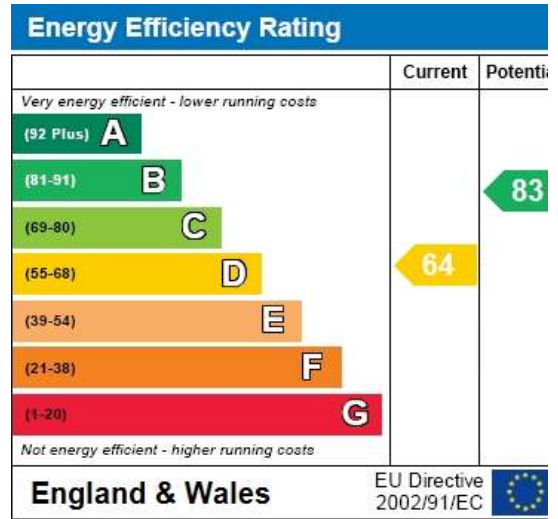 Energy Efficiency Rating
Current Potentia
Very energy efficient - lower running costs
(92 Plus) A
(81-91) B
83
(69-80) C
(55-68) D
64
(39-54) E
(21-38) F
(1-20) G
Not energy efficient - higher running costs
England & Wales
EU Directive
2002/91/EC